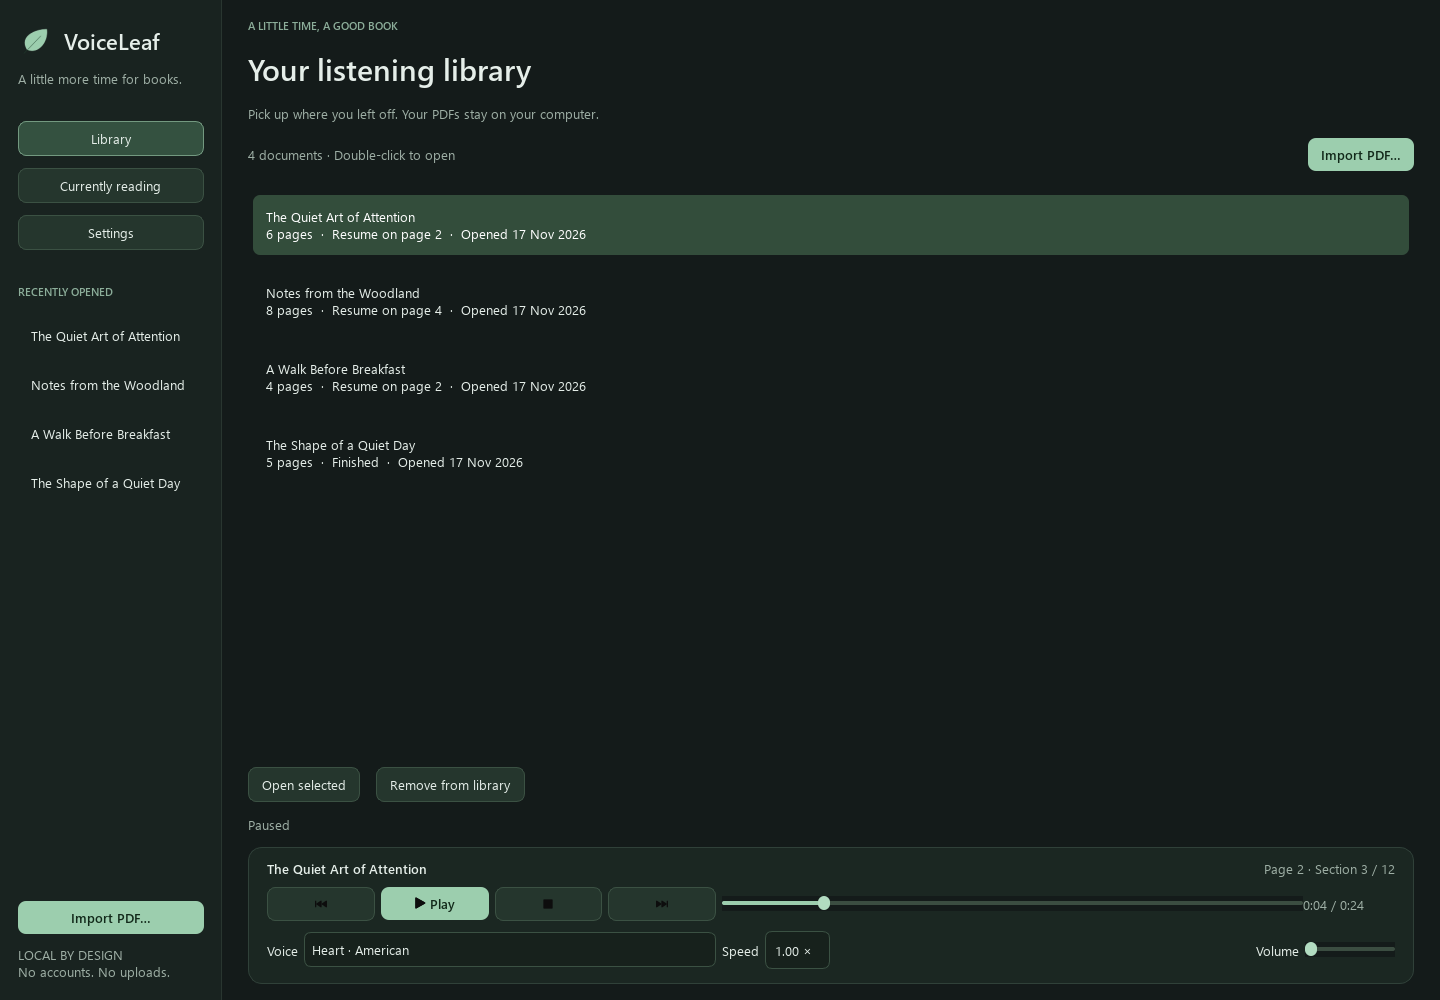 VoiceLeaf
A little more time for books.
Library
Currently reading
Settings
RECENTLY OPENED
The Quiet Art of Attention
Notes from the Woodland
A Walk Before Breakfast
The Shape of a Quiet Day
Import PDF...
LOCAL BY DESIGN
No accounts. No uploads.
A LITTLE TIME, A GOOD BOOK
Your listening library
Pick up where you left off. Your PDFs stay on your computer.
4 documents · Double-click to open
Import PDF...
The Quiet Art of Attention
6 pages · Resume on page 2 · Opened 17 Nov 2026
Notes from the Woodland
8 pages · Resume on page 4 · Opened 17 Nov 2026
A Walk Before Breakfast
4 pages · Resume on page 2 · Opened 17 Nov 2026
The Shape of a Quiet Day
5 pages · Finished · Opened 17 Nov 2026
Open selected
Remove from library
Paused
The Quiet Art of Attention
Page 2 · Section 3 / 12
Play
0:04 / 0:24
Voice
Heart · American
Speed
1.00 ×
Volume